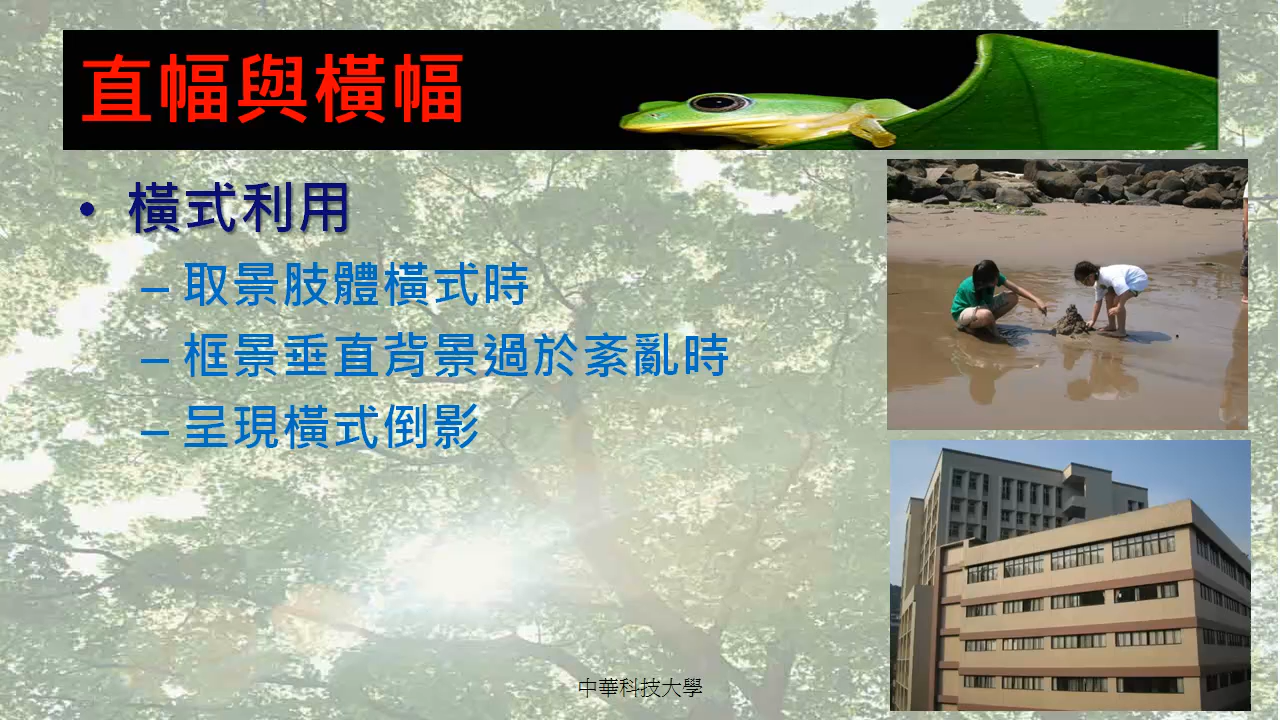 直幅與橫幅
• 橫式利用
– 取景肢體橫式時
– 框景垂直背景過於紊亂時
– 呈現橫式倒影
中華科技大學